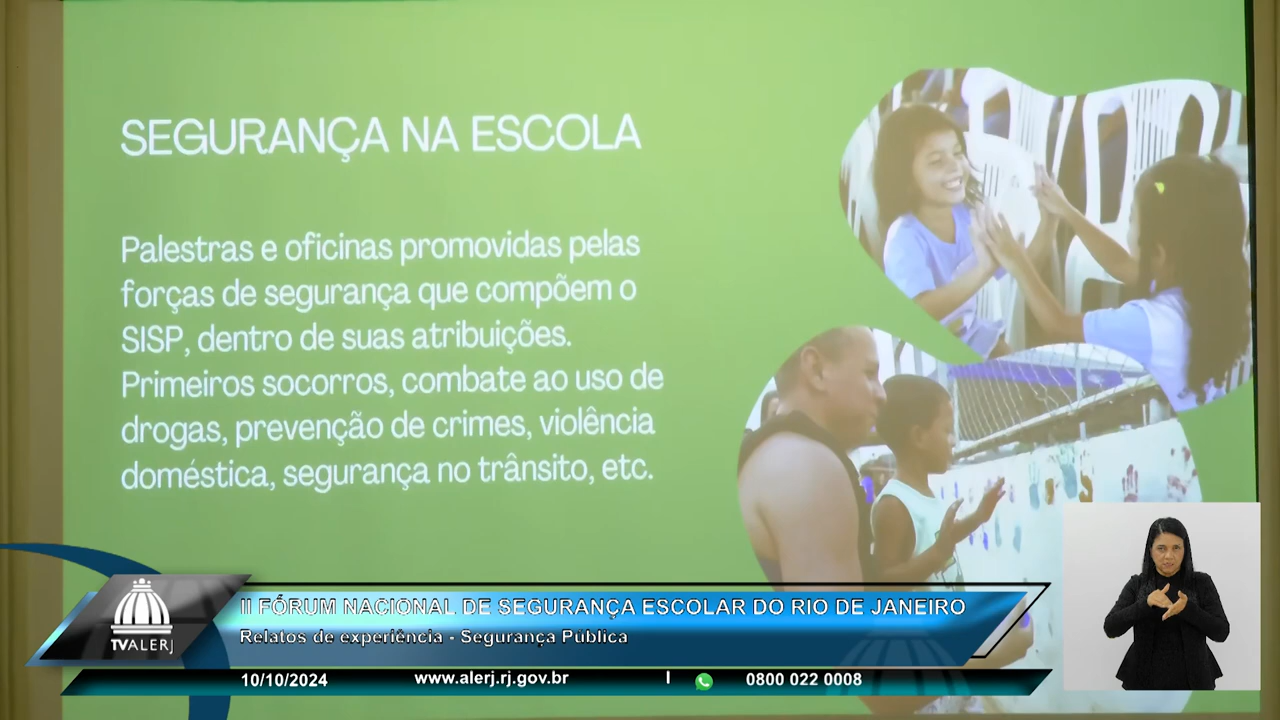 SEGURANÇA NA ESCOLA
Palestras e oficinas promovidas pelas
forças de segurança que compõem o
SISP, dentro de suas atribuições.
Primeiros socorros, combate ao uso de
drogas, prevenção de crimes, violência
doméstica, segurança no trânsito, etc.
II FÓRUM NACIONAL DE SEGURANÇA ESCOLAR DO RIO DE JANEIRO
Relatos de experiência - Segurança Pública
TVALERJ
10/10/2024 www.alerj.rj.gov.br | 0800 022 0008